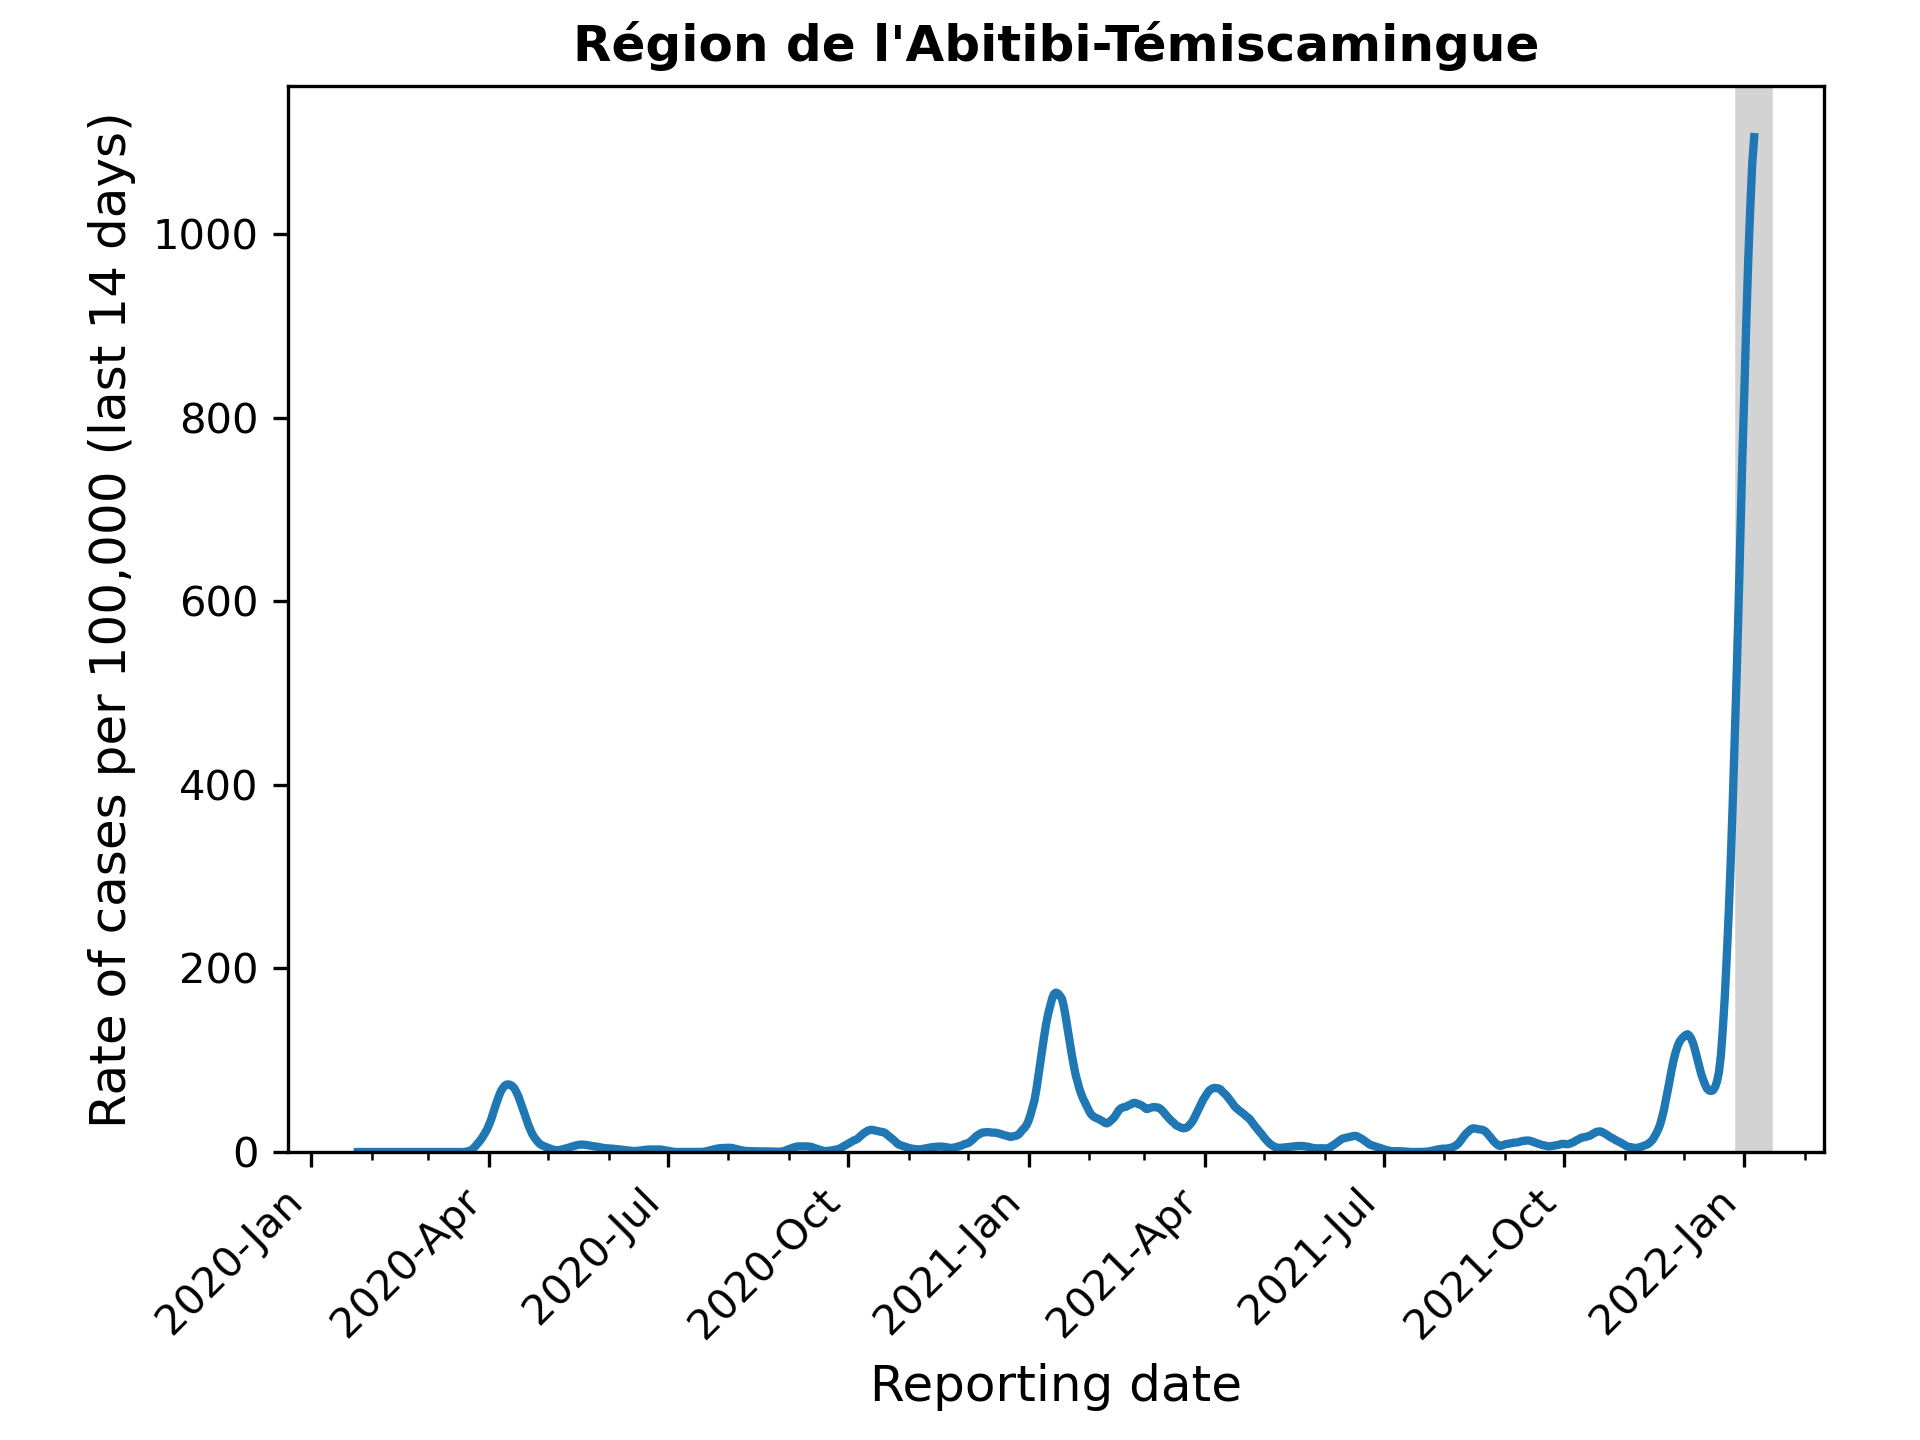 Région de l'Abitibi-Témiscamingue
Rate of cases per 100,000 (last 14 days)
1000
800
600
400
200
0
2020-Jan
2020-Apr
2020-Jul
2020-Oct
2021-Jan
2021-Apr
2021-Jul
2021-Oct
2022-Jan
Reporting date